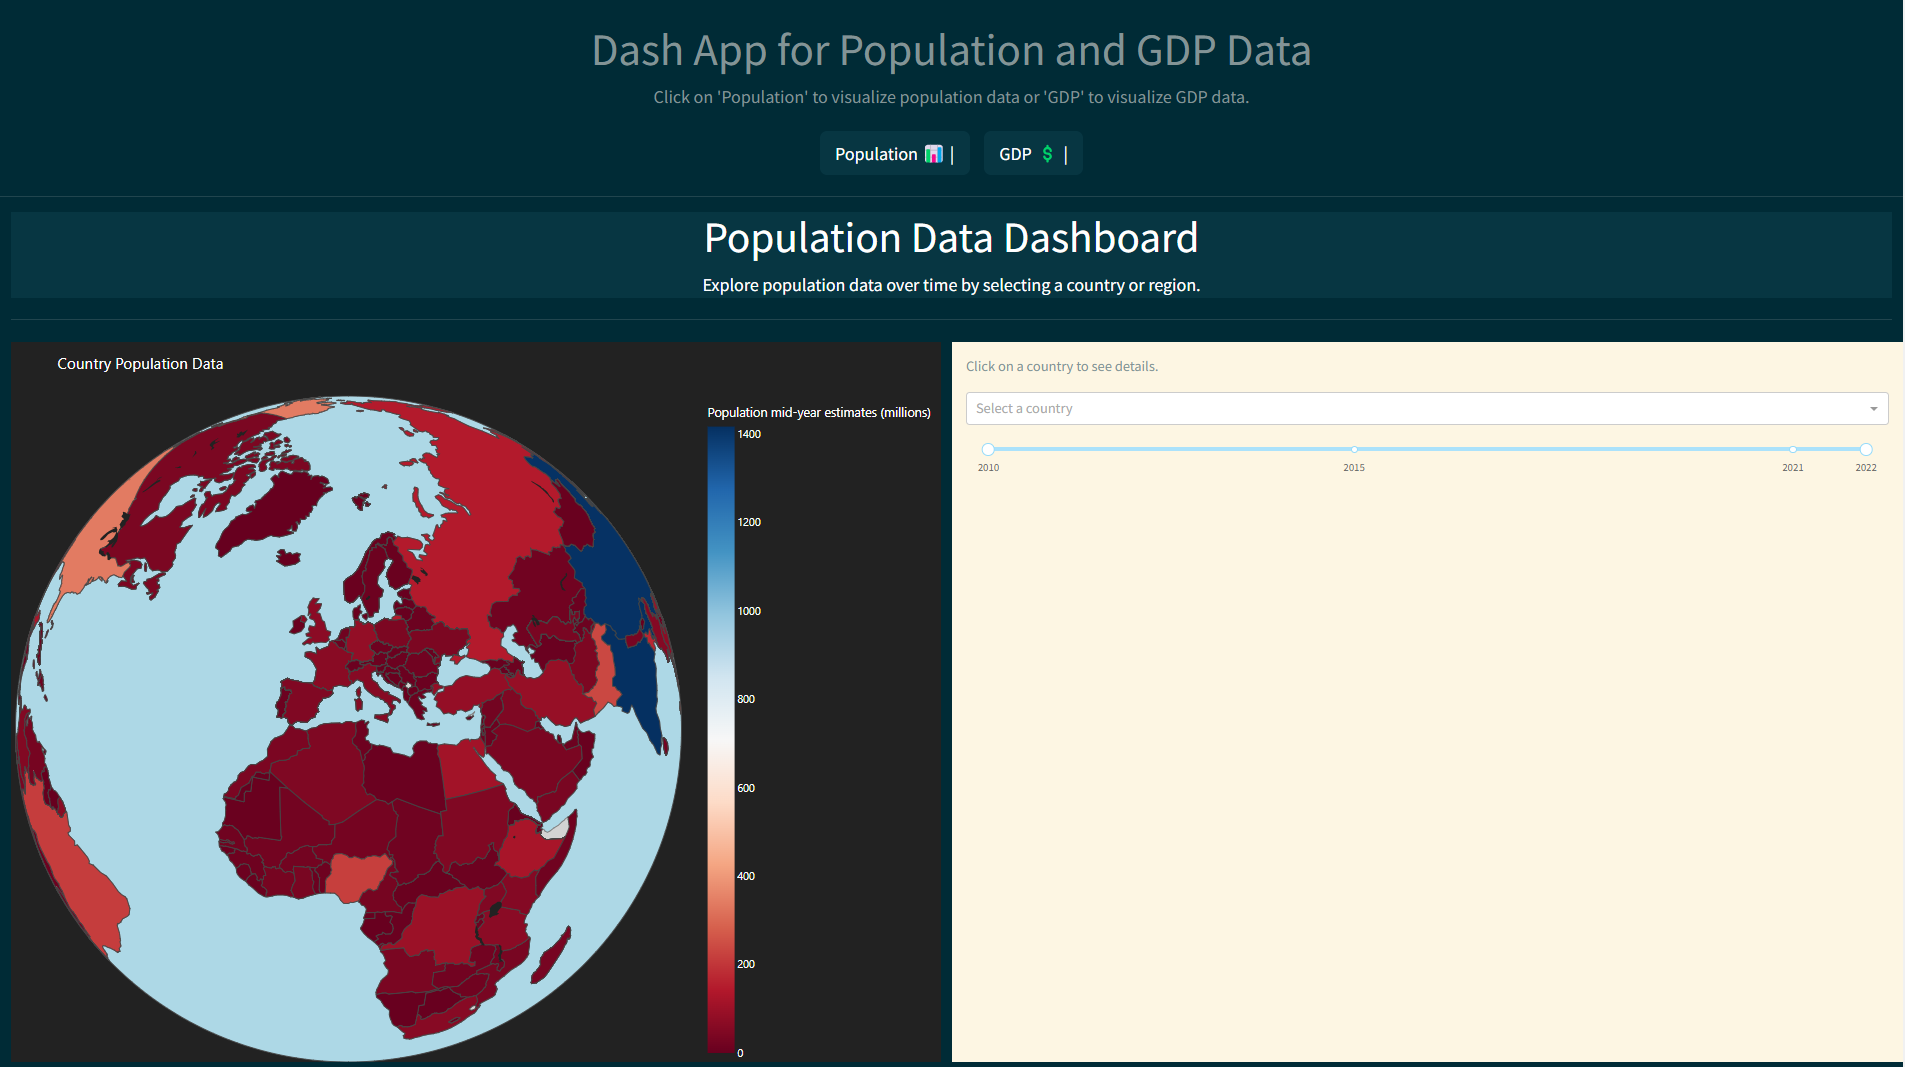 Dash App for Population and GDP Data
Click on 'Population' to visualize population data or 'GDP' to visualize GDP data.
Population 📊 |
GDP 💲 |
Population Data Dashboard
Explore population data over time by selecting a country or region.
Country Population Data
Population mid-year estimates (millions)
1400
1200
1000
800
600
400
200
0
Click on a country to see details.
Select a country
2010
2015
2021
2022